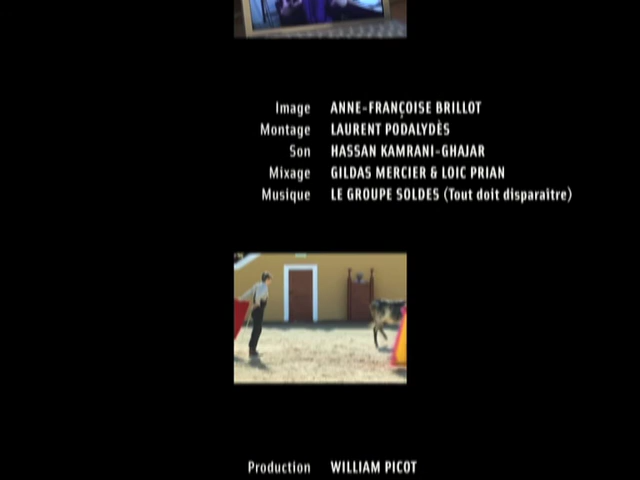 Image ANNE-FRANÇOISE BRILLOT
Montage LAURENT PODALYDÈS
Son HASSAN KAMRANI-GHAJAR
Mixage GILDAS MERCIER & LOIC PRIAN
Musique LE GROUPE SOLDES (Tout doit disparaître)
Production WILLIAM PICOT